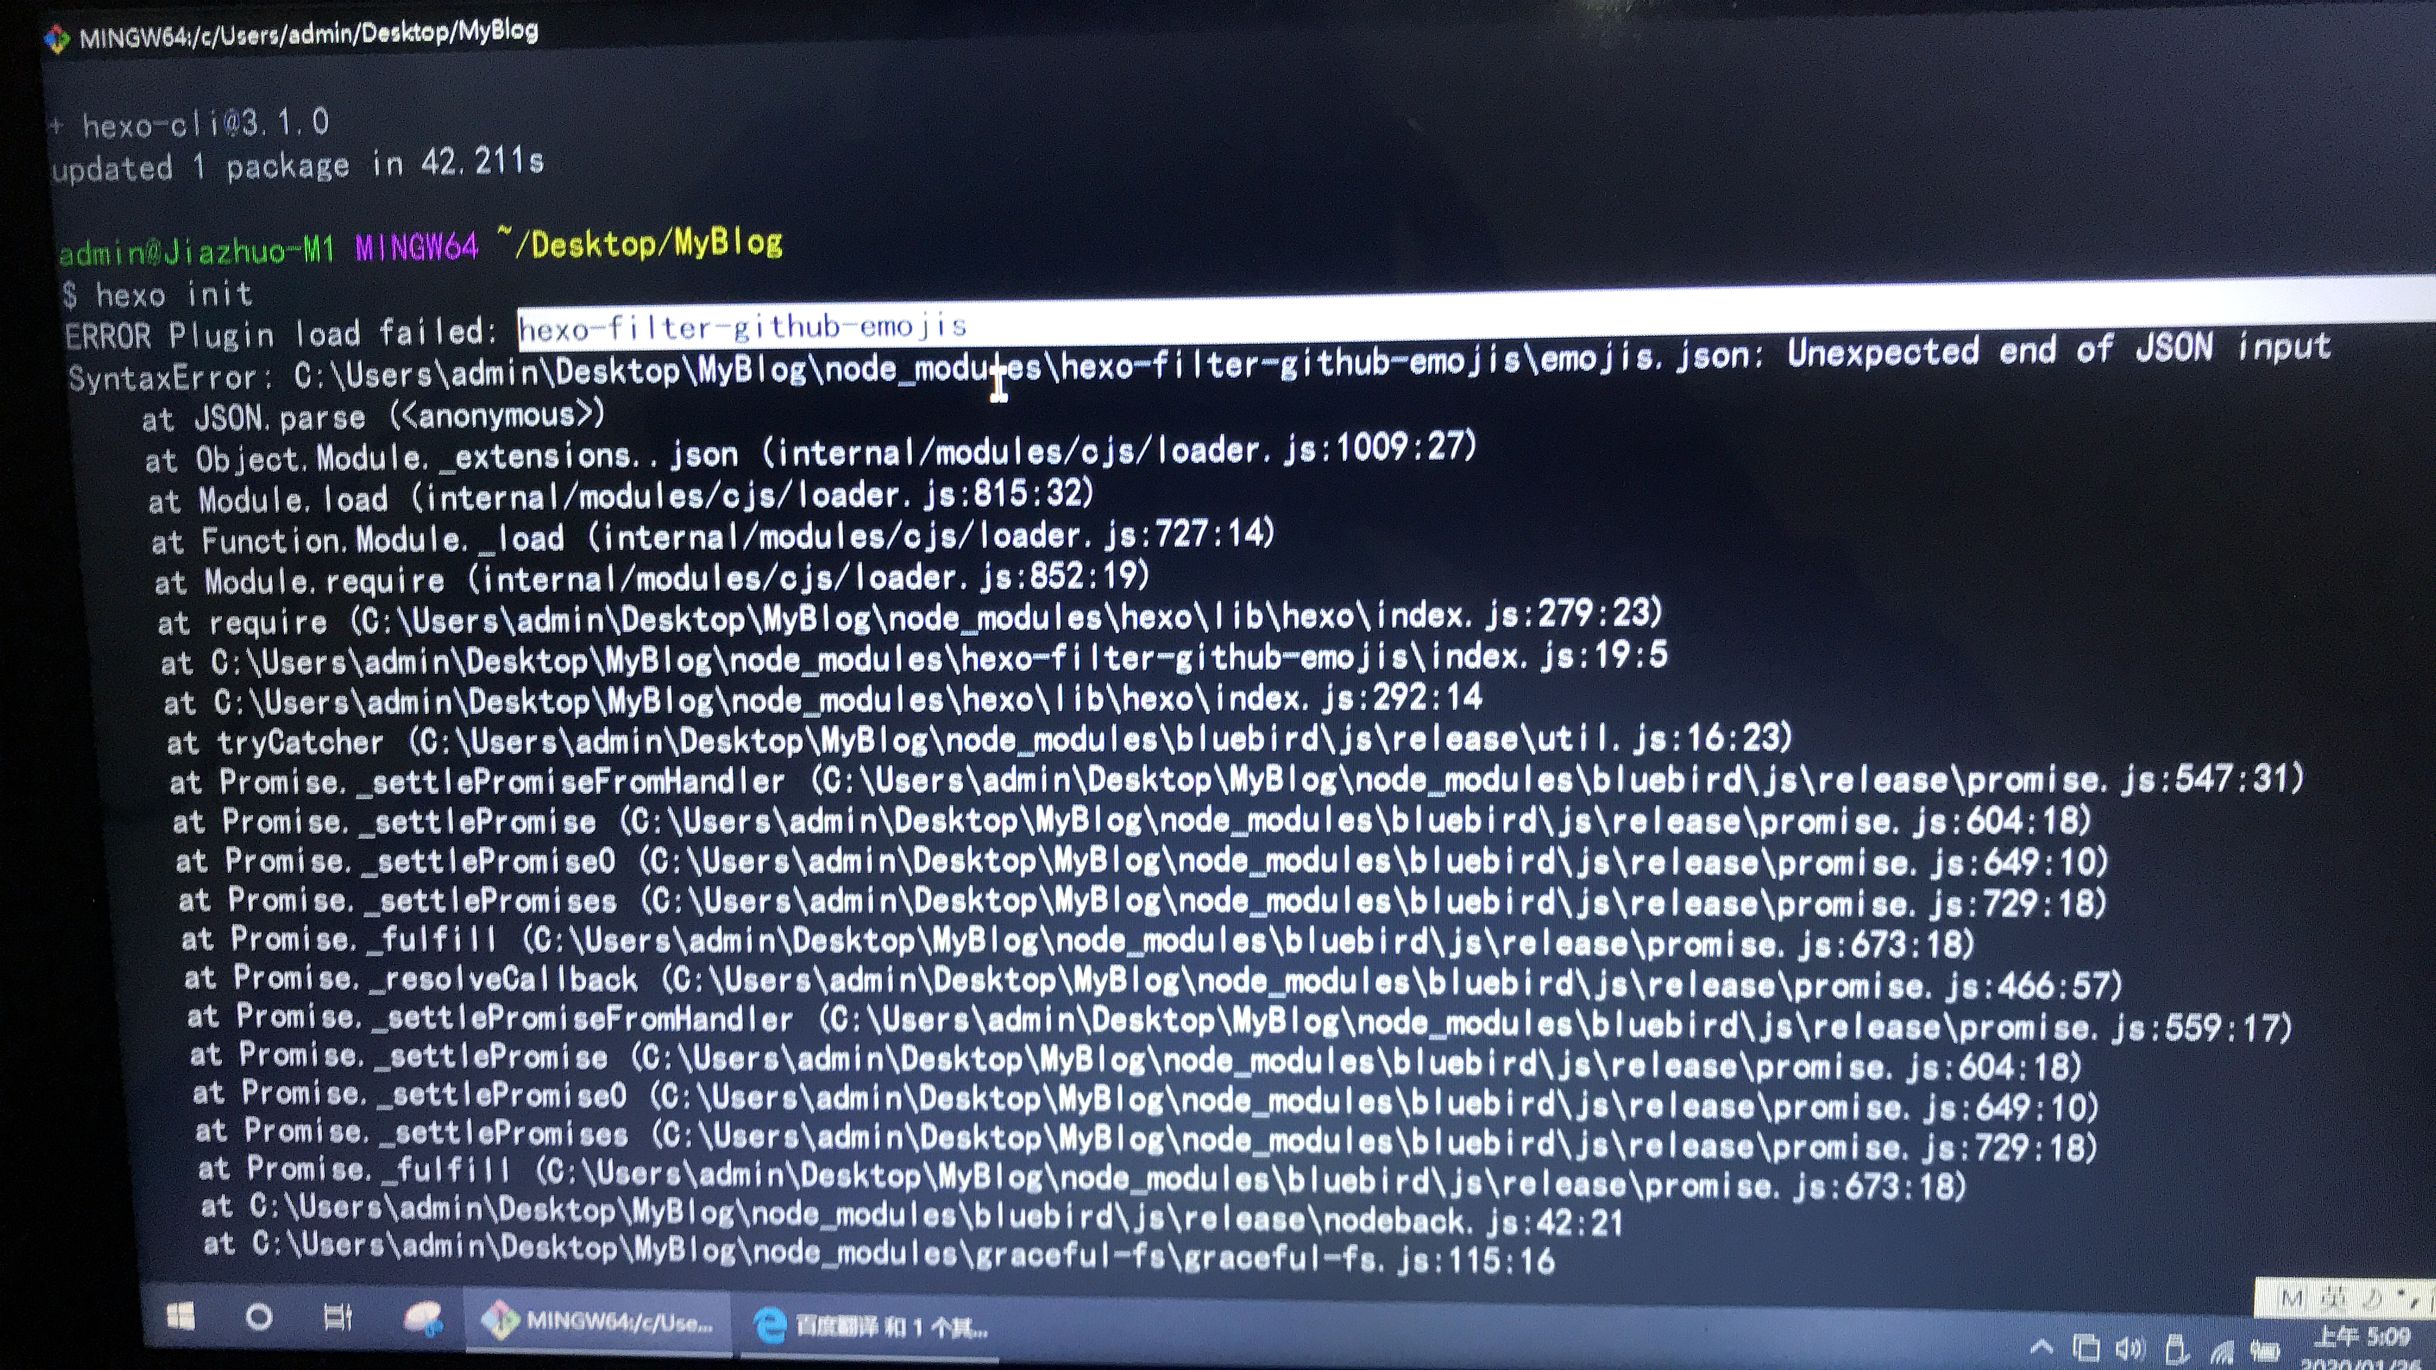 MINGW64:/c/Users/admin/Desktop/MyBlog
+ hexo-cli@3.1.0
updated 1 package in 42.211s
admin@Jiazhuo-M1 MINGW64 ~/Desktop/MyBlog
$ hexo init
ERROR Plugin load failed: hexo-filter-github-emojis
SyntaxError: C:\Users\admin\Desktop\MyBlog\node_modules\hexo-filter-github-emojis\emojis.json: Unexpected end of JSON input
at JSON.parse (<anonymous>)
at Object.Module._extensions..json (internal/modules/cjs/loader.js:1009:27)
at Module.load (internal/modules/cjs/loader.js:815:32)
at Function.Module._load (internal/modules/cjs/loader.js:727:14)
at Module.require (internal/modules/cjs/loader.js:852:19)
at require (C:\Users\admin\Desktop\MyBlog\node_modules\hexo\lib\hexo\index.js:279:23)
at C:\Users\admin\Desktop\MyBlog\node_modules\hexo-filter-github-emojis\index.js:19:5
at C:\Users\admin\Desktop\MyBlog\node_modules\hexo\lib\hexo\index.js:292:14
at tryCatcher (C:\Users\admin\Desktop\MyBlog\node_modules\bluebird\js\release\util.js:16:23)
at Promise._settlePromiseFromHandler (C:\Users\admin\Desktop\MyBlog\node_modules\bluebird\js\release\promise.js:547:31)
at Promise._settlePromise (C:\Users\admin\Desktop\MyBlog\node_modules\bluebird\js\release\promise.js:604:18)
at Promise._settlePromise0 (C:\Users\admin\Desktop\MyBlog\node_modules\bluebird\js\release\promise.js:649:10)
at Promise._settlePromises (C:\Users\admin\Desktop\MyBlog\node_modules\bluebird\js\release\promise.js:729:18)
at Promise._fulfill (C:\Users\admin\Desktop\MyBlog\node_modules\bluebird\js\release\promise.js:673:18)
at Promise._resolveCallback (C:\Users\admin\Desktop\MyBlog\node_modules\bluebird\js\release\promise.js:466:57)
at Promise._settlePromiseFromHandler (C:\Users\admin\Desktop\MyBlog\node_modules\bluebird\js\release\promise.js:559:17)
at Promise._settlePromise (C:\Users\admin\Desktop\MyBlog\node_modules\bluebird\js\release\promise.js:604:18)
at Promise._settlePromise0 (C:\Users\admin\Desktop\MyBlog\node_modules\bluebird\js\release\promise.js:649:10)
at Promise._settlePromises (C:\Users\admin\Desktop\MyBlog\node_modules\bluebird\js\release\promise.js:729:18)
at Promise._fulfill (C:\Users\admin\Desktop\MyBlog\node_modules\bluebird\js\release\promise.js:673:18)
at C:\Users\admin\Desktop\MyBlog\node_modules\bluebird\js\release\nodeback.js:42:21
at C:\Users\admin\Desktop\MyBlog\node_modules\graceful-fs\graceful-fs.js:115:16
M 英
MINGW64:/c/Use... 百度翻译 和 1 个其...
上午 5:09